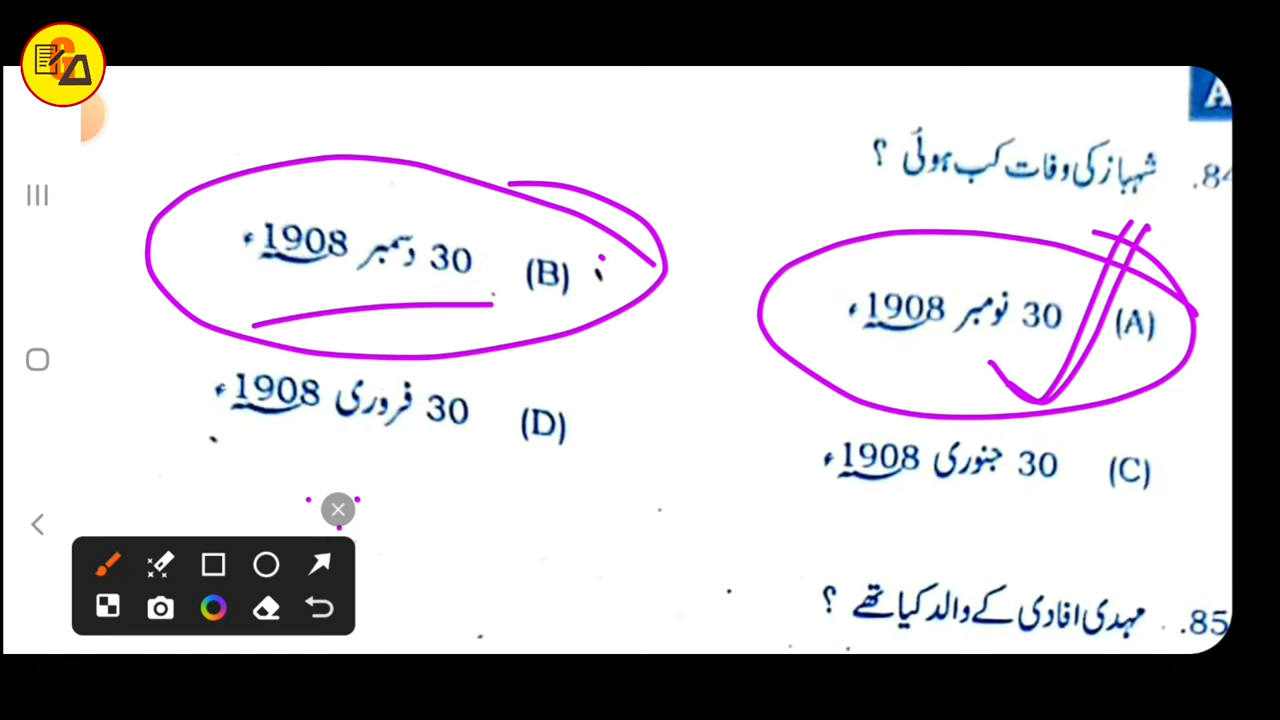 84. شہباز کی وفات کب ہوئی ؟
(A) 30 نومبر 1908ء
(B) 30 دسمبر 1908ء
(C) 30 جنوری 1908ء
(D) 30 فروری 1908ء
85. مہدی افادی کے والد کیا تھے ؟